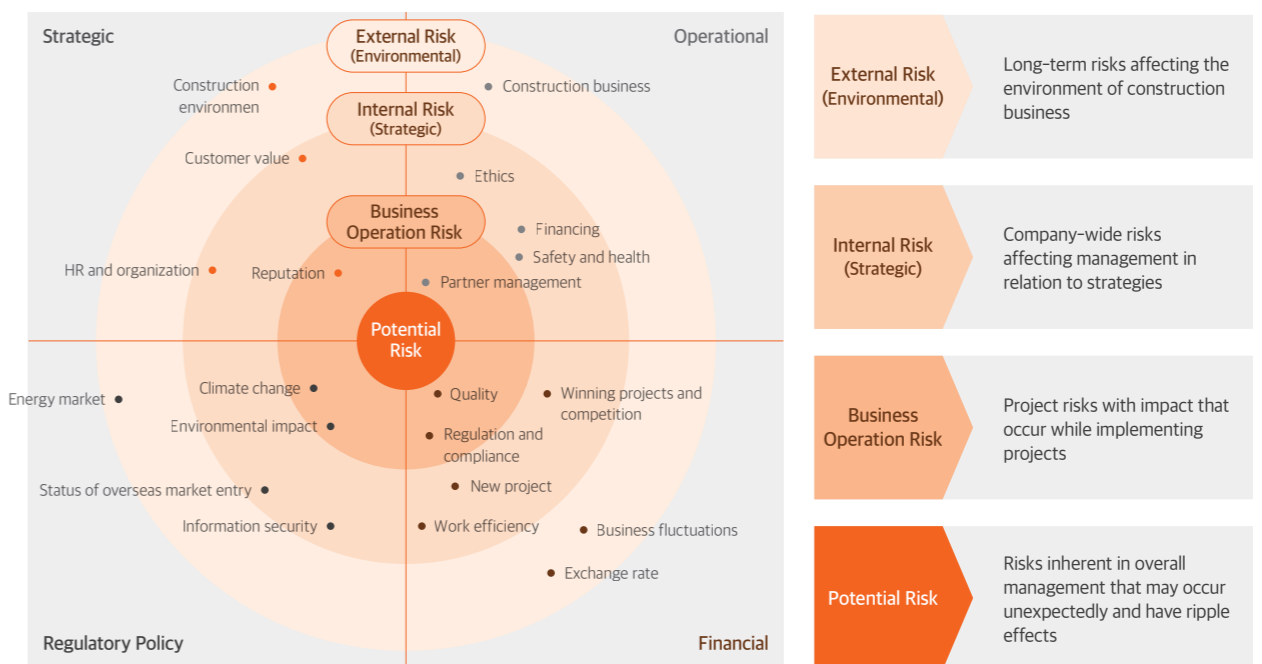 Strategic
Operational
External Risk
(Environmental)
Construction
environmen
Construction business
Internal Risk
(Strategic)
Customer value
Ethics
Business
Operation Risk
Financing
Safety and health
HR and organization
Reputation
Partner management
Potential
Risk
Energy market
Climate change
Quality
Winning projects and
competition
Environmental impact
Regulation and
compliance
Status of overseas market entry
New project
Information security
Work efficiency
Business fluctuations
Exchange rate
Regulatory Policy
Financial
External Risk
(Environmental)
Long-term risks affecting the
environment of construction
business
Internal Risk
(Strategic)
Company-wide risks
affecting management in
relation to strategies
Business
Operation Risk
Project risks with impact that
occur while implementing
projects
Potential Risk
Risks inherent in overall
management that may occur
unexpectedly and have ripple
effects